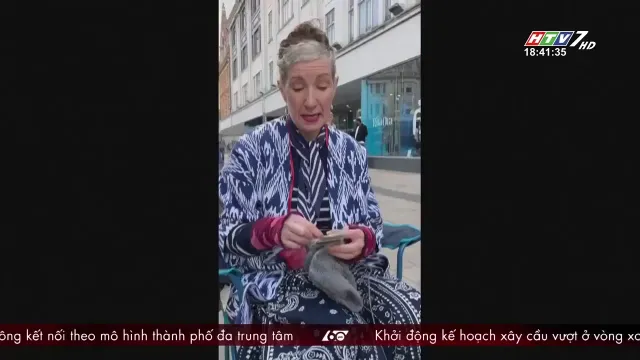 HTV7 HD
18:41:35
ông kết nối theo mô hình thành phố đa trung tâm 60 Khởi động kế hoạch xây cầu vượt ở vòng xo